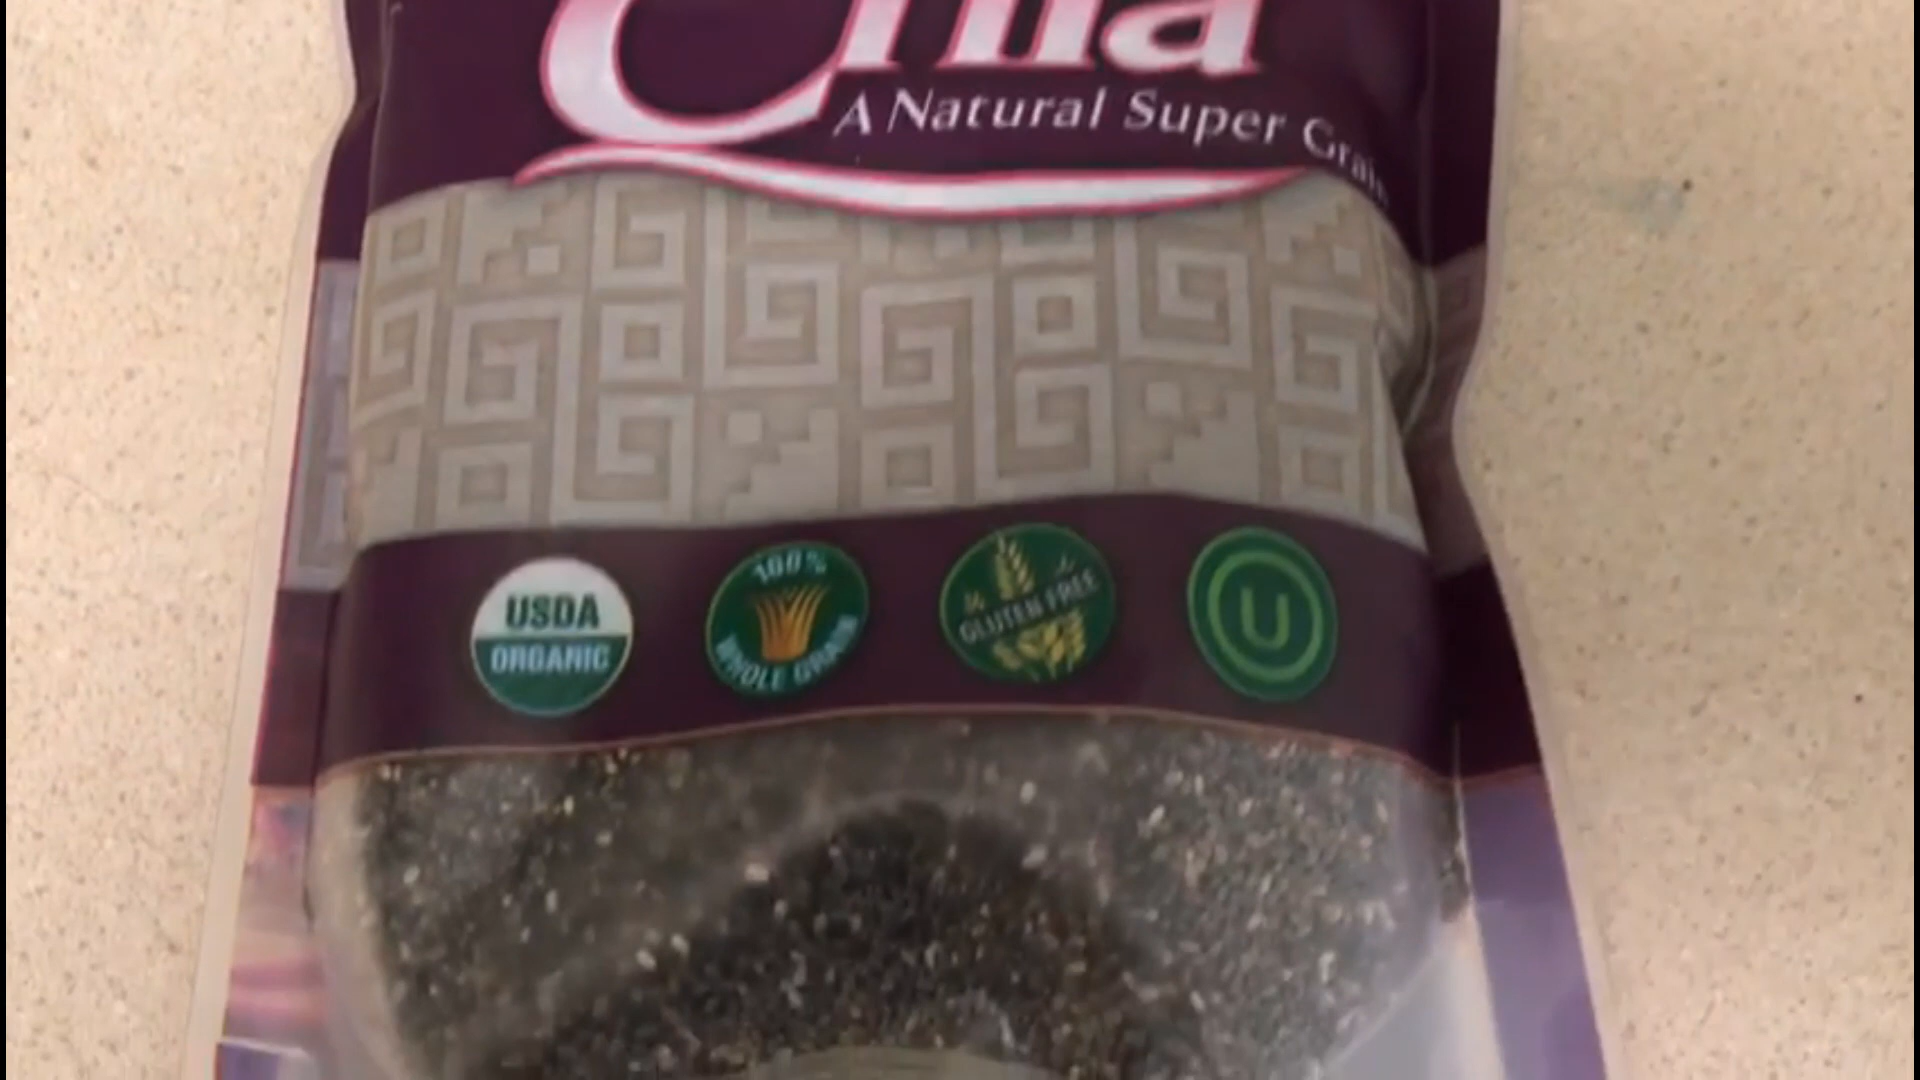 Chia
A Natural Super Grain
USDA
ORGANIC
100%
WHOLE GRAIN
GLUTEN FREE
U